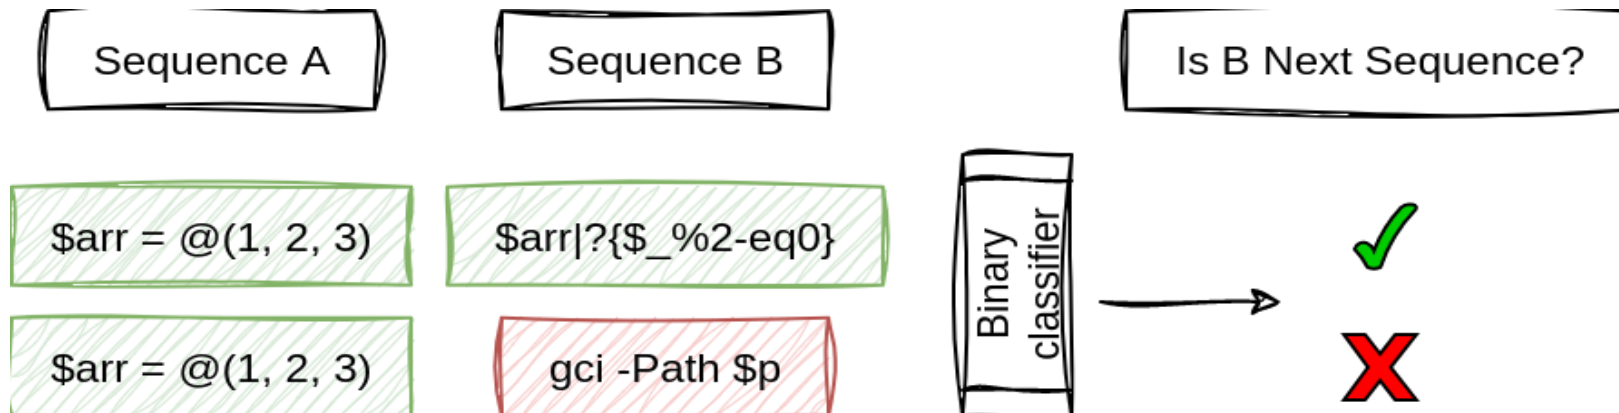 Sequence A
Sequence B
Is B Next Sequence?
$arr = @(1, 2, 3)
$arr|?{$_%2-eq0}
Binary
classifier
$arr = @(1, 2, 3)
gci -Path $p